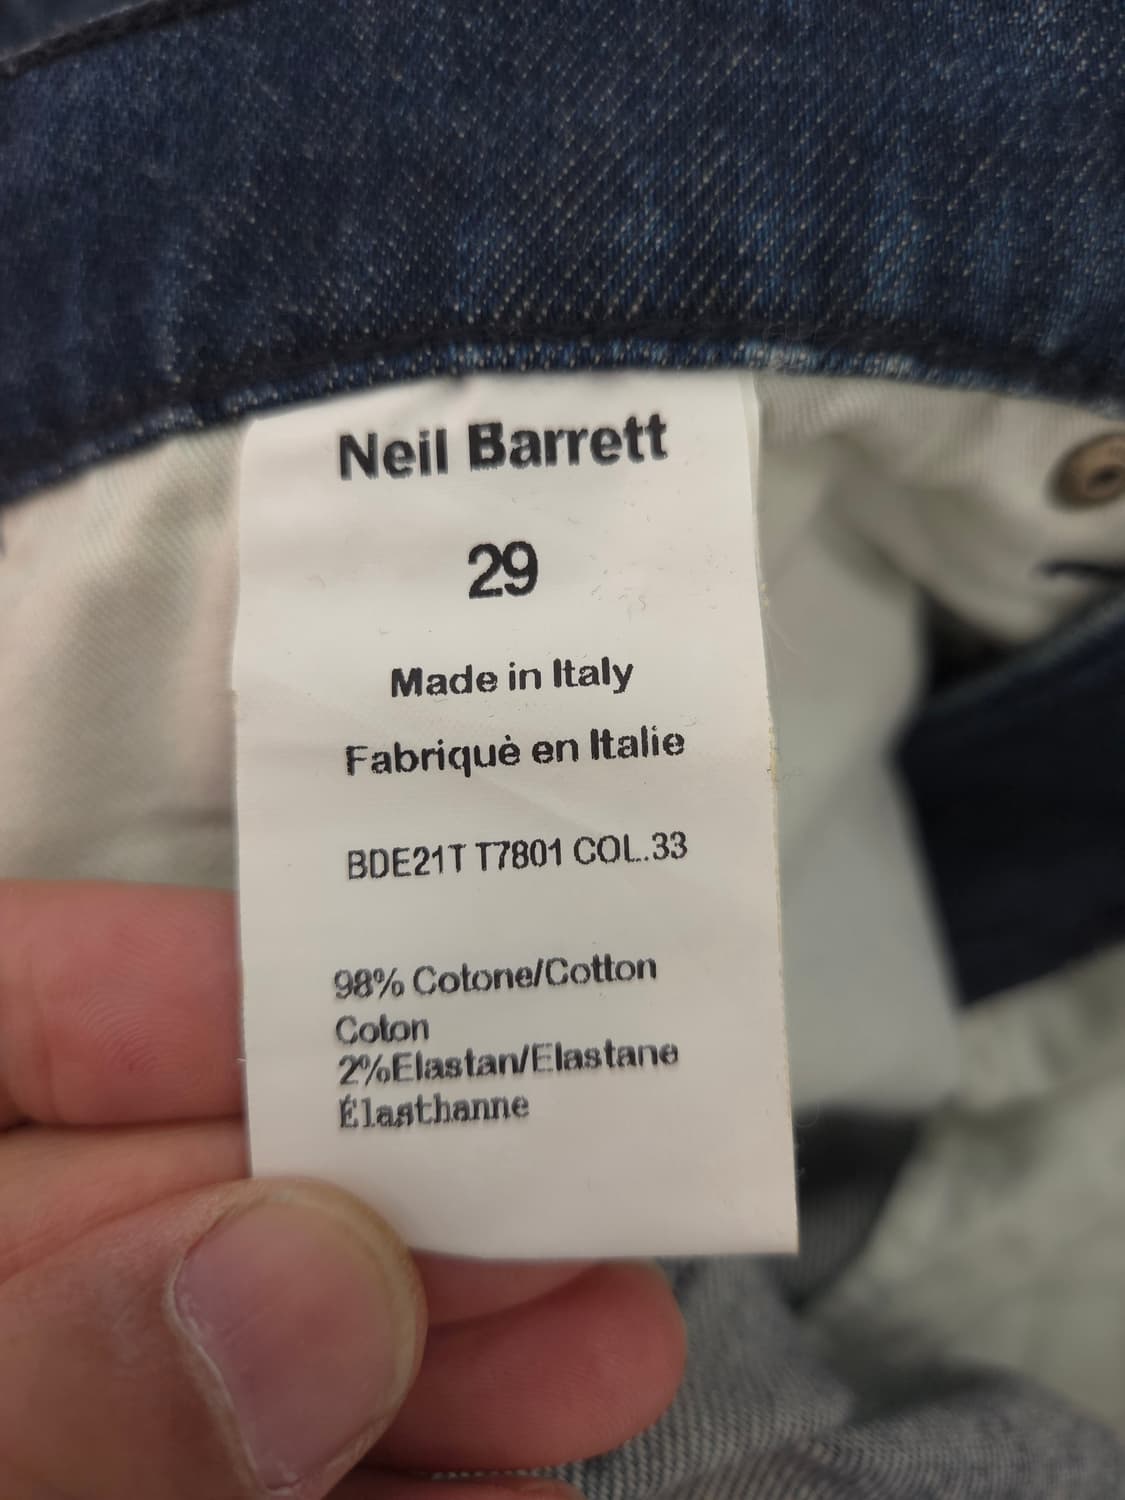 Neil Barrett
29
Made in Italy
Fabriquė en Italie
BDE21T T7801 COL.33
98% Cotone/Cotton
Coton
2%Elastan/Elastane
Élasthanne